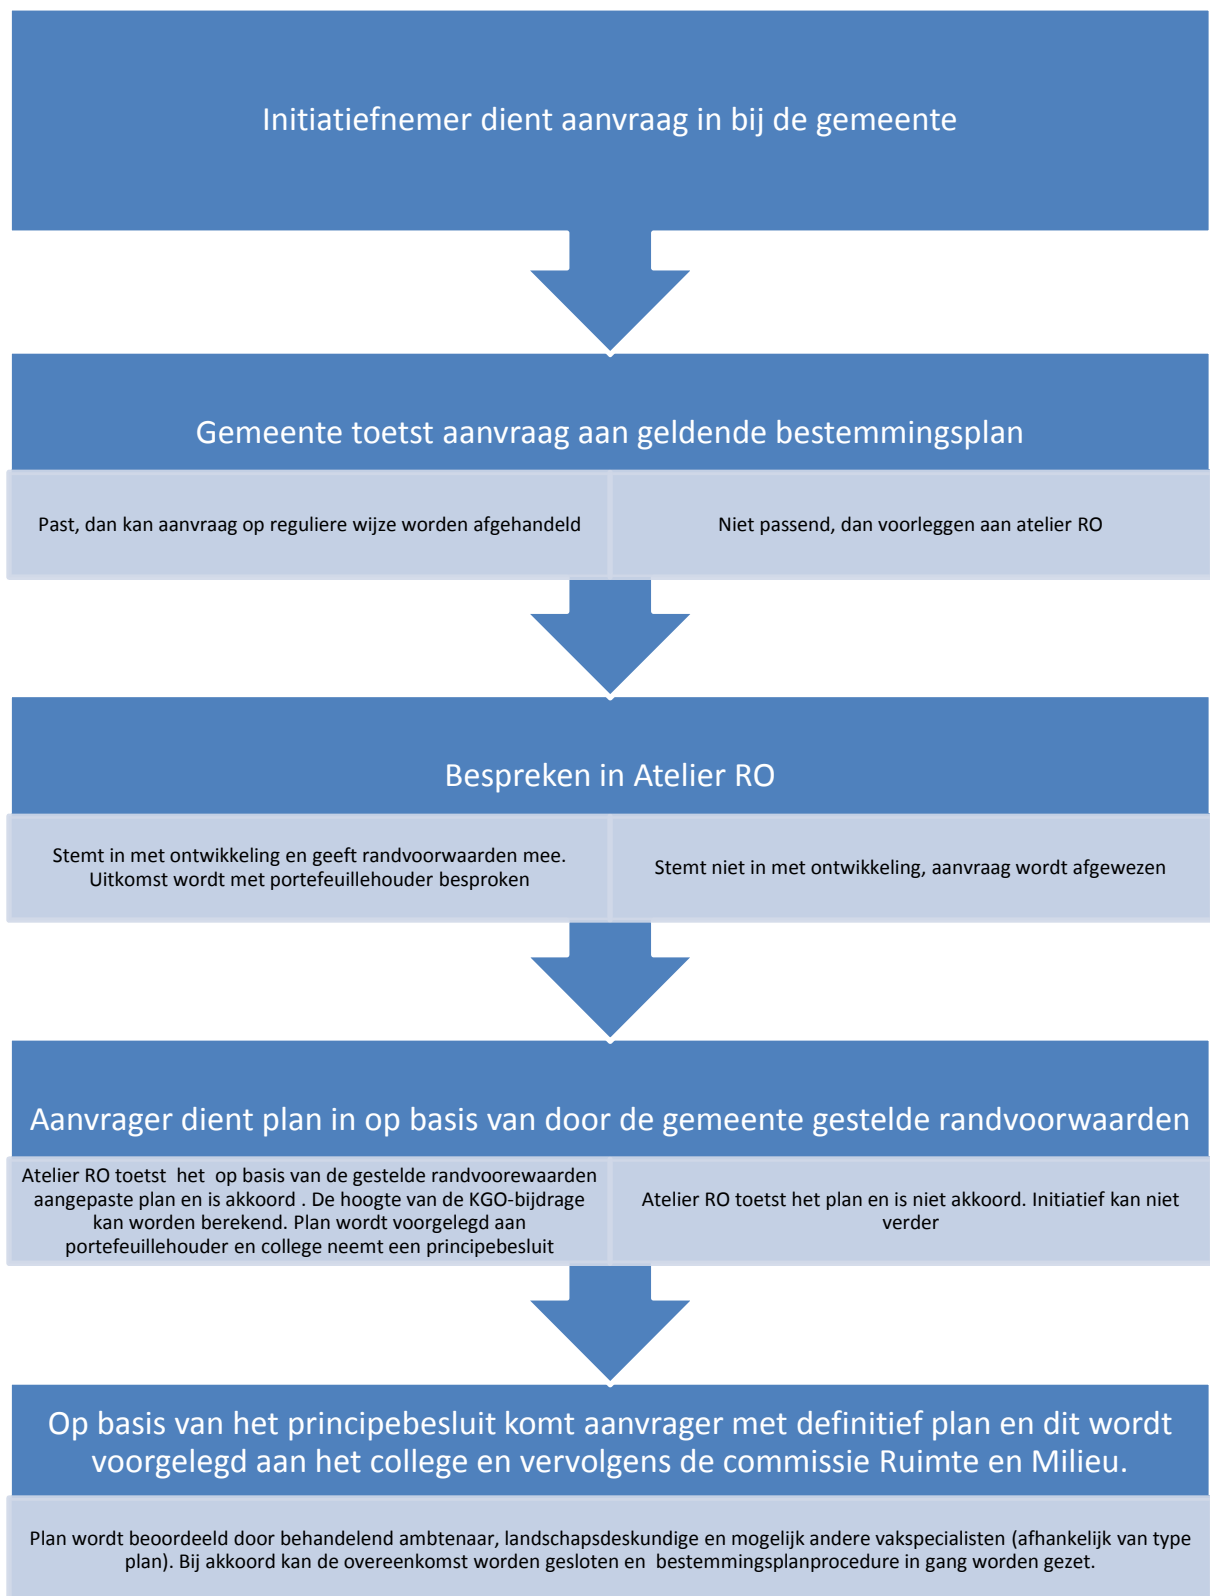 Initiatiefnemer dient aanvraag in bij de gemeente
Gemeente toetst aanvraag aan geldende bestemmingsplan
Past, dan kan aanvraag op reguliere wijze worden afgehandeld
Niet passend, dan voorleggen aan atelier RO
Bespreken in Atelier RO
Stemt in met ontwikkeling en geeft randvoorwaarden mee.
Uitkomst wordt met portefeuillehouder besproken
Stemt niet in met ontwikkeling, aanvraag wordt afgewezen
Aanvrager dient plan in op basis van door de gemeente gestelde randvoorwaarden
Atelier RO toetst het op basis van de gestelde randvoorewaarden
aangepaste plan en is akkoord . De hoogte van de KGO-bijdrage
kan worden berekend. Plan wordt voorgelegd aan
portefeuillehouder en college neemt een principebesluit
Atelier RO toetst het plan en is niet akkoord. Initiatief kan niet
verder
Op basis van het principebesluit komt aanvrager met definitief plan en dit wordt
voorgelegd aan het college en vervolgens de commissie Ruimte en Milieu.
Plan wordt beoordeeld door behandelend ambtenaar, landschapsdeskundige en mogelijk andere vakspecialisten (afhankelijk van type
plan). Bij akkoord kan de overeenkomst worden gesloten en bestemmingsplanprocedure in gang worden gezet.